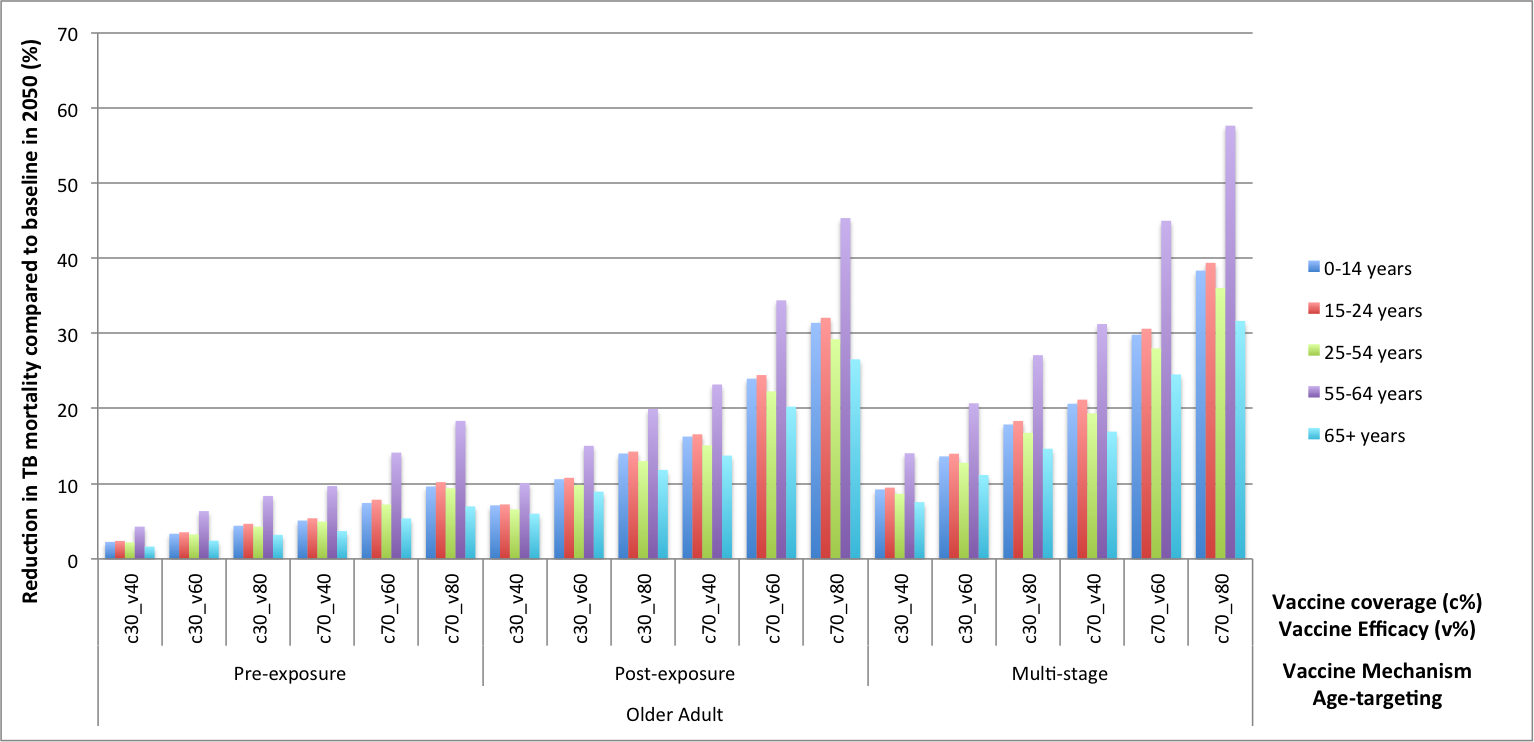 Reduction in TB mortality compared to baseline in 2050 (%)
70
60
50
40
30
20
10
0
c30_v40
c30_v60
c30_v80
c70_v40
c70_v60
c70_v80
c30_v40
c30_v60
c30_v80
c70_v40
c70_v60
c70_v80
c30_v40
c30_v60
c30_v80
c70_v40
c70_v60
c70_v80
Pre-exposure
Post-exposure
Multi-stage
Older Adult
0-14 years
15-24 years
25-54 years
55-64 years
65+ years
Vaccine coverage (c%)
Vaccine Efficacy (v%)
Vaccine Mechanism
Age-targeting